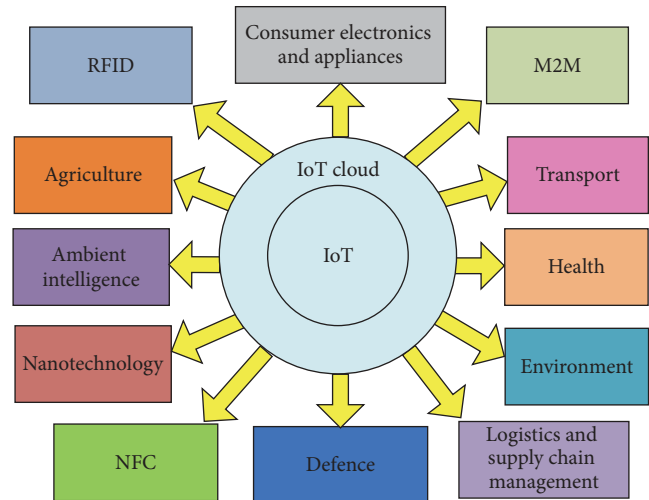 Consumer electronics
and appliances
RFID
M2M
IoT cloud
Agriculture
Transport
IoT
Ambient
intelligence
Health
Nanotechnology
Environment
NFC
Defence
Logistics and
supply chain
management